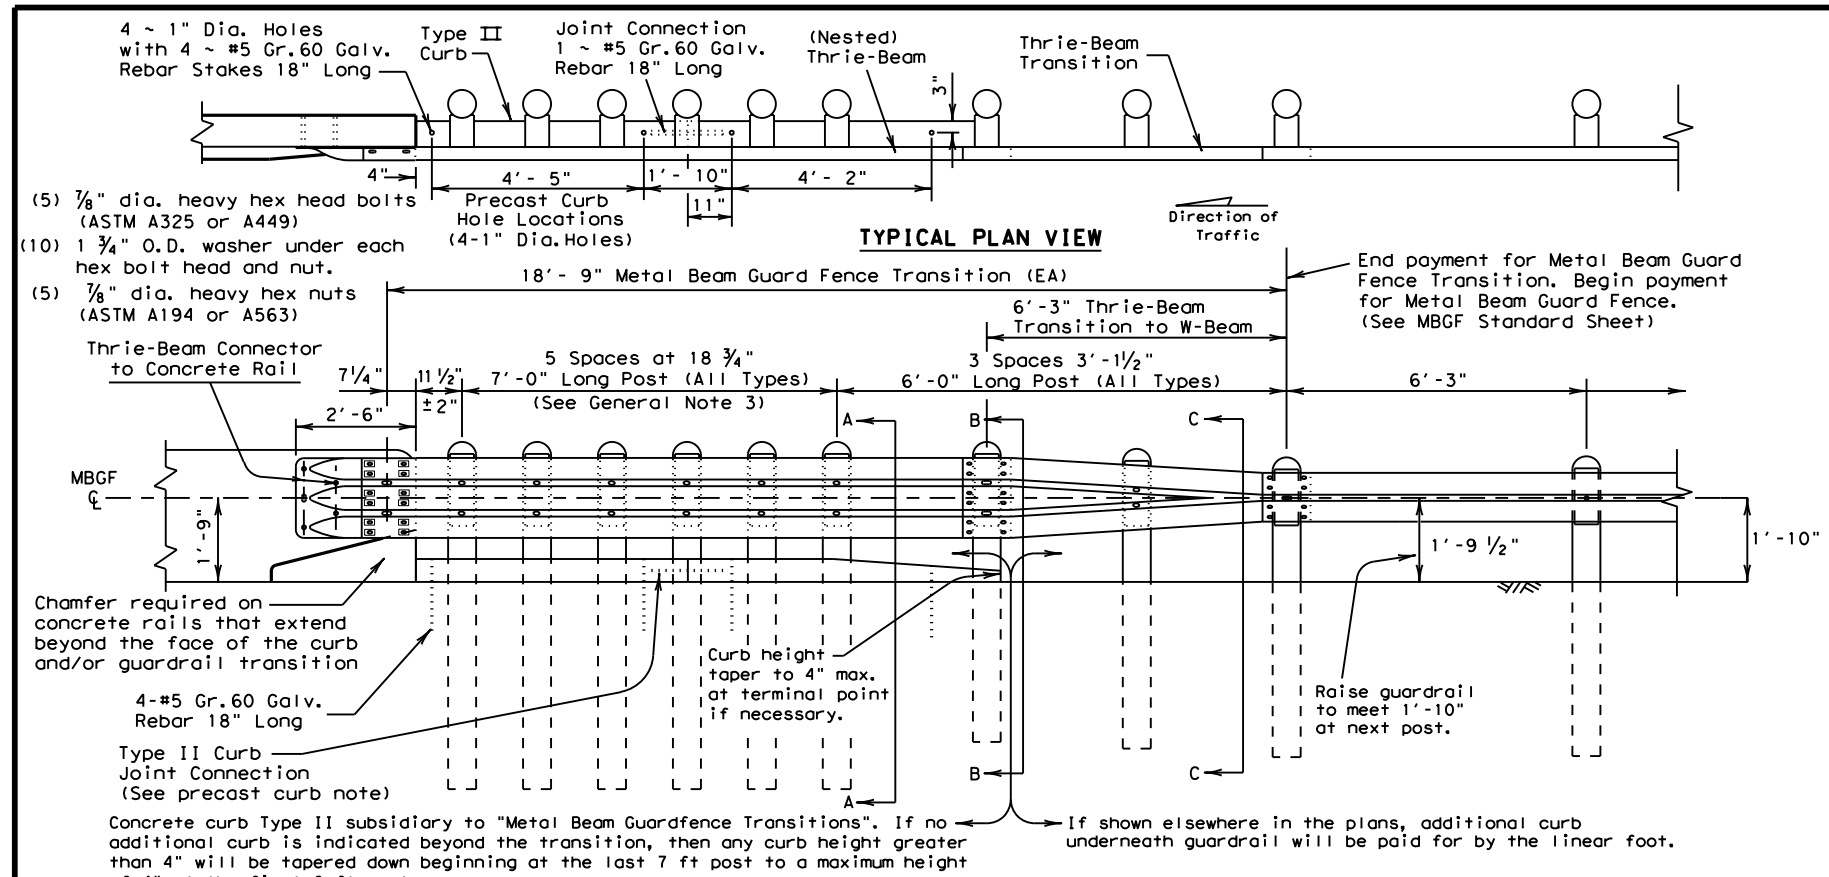 4 ~ 1" Dia. Holes
with 4 ~ #5 Gr.60 Galv.
Rebar Stakes 18" Long
Type II
Curb
Joint Connection
1 ~ #5 Gr.60 Galv.
Rebar 18" Long
(Nested)
Thrie-Beam
Thrie-Beam
Transition
3"
4"
4'- 5"
1'- 10"
4'- 2"
11"
Precast Curb
Hole Locations
(4-1" Dia.Holes)
(5) ⅞" dia. heavy hex head bolts
(ASTM A325 or A449)
(10) 1 ¾" O.D. washer under each
hex bolt head and nut.
(5) ⅞" dia. heavy hex nuts
(ASTM A194 or A563)
TYPICAL PLAN VIEW
Direction of
Traffic
18'- 9" Metal Beam Guard Fence Transition (EA)
End payment for Metal Beam Guard
Fence Transition. Begin payment
for Metal Beam Guard Fence.
(See MBGF Standard Sheet)
6'-3" Thrie-Beam
Transition to W-Beam
Thrie-Beam Connector
to Concrete Rail
7¼"
11 ½"
±2"
5 Spaces at 18 ¾"
7'-0" Long Post (All Types)
(See General Note 3)
3 Spaces 3'-1½"
6'-0" Long Post (All Types)
6'-3"
2'-6"
A
B
C
MBGF
℄
1'-9"
1'-9 ½"
1'-10"
Chamfer required on
concrete rails that extend
beyond the face of the curb
and/or guardrail transition
4-#5 Gr.60 Galv.
Rebar 18" Long
Type II Curb
Joint Connection
(See precast curb note)
Curb height
taper to 4" max.
at terminal point
if necessary.
Raise guardrail
to meet 1'-10"
at next post.
A
B
C
Concrete curb Type II subsidiary to "Metal Beam Guardfence Transitions". If no
additional curb is indicated beyond the transition, then any curb height greater
than 4" will be tapered down beginning at the last 7 ft post to a maximum height
If shown elsewhere in the plans, additional curb
underneath guardrail will be paid for by the linear foot.